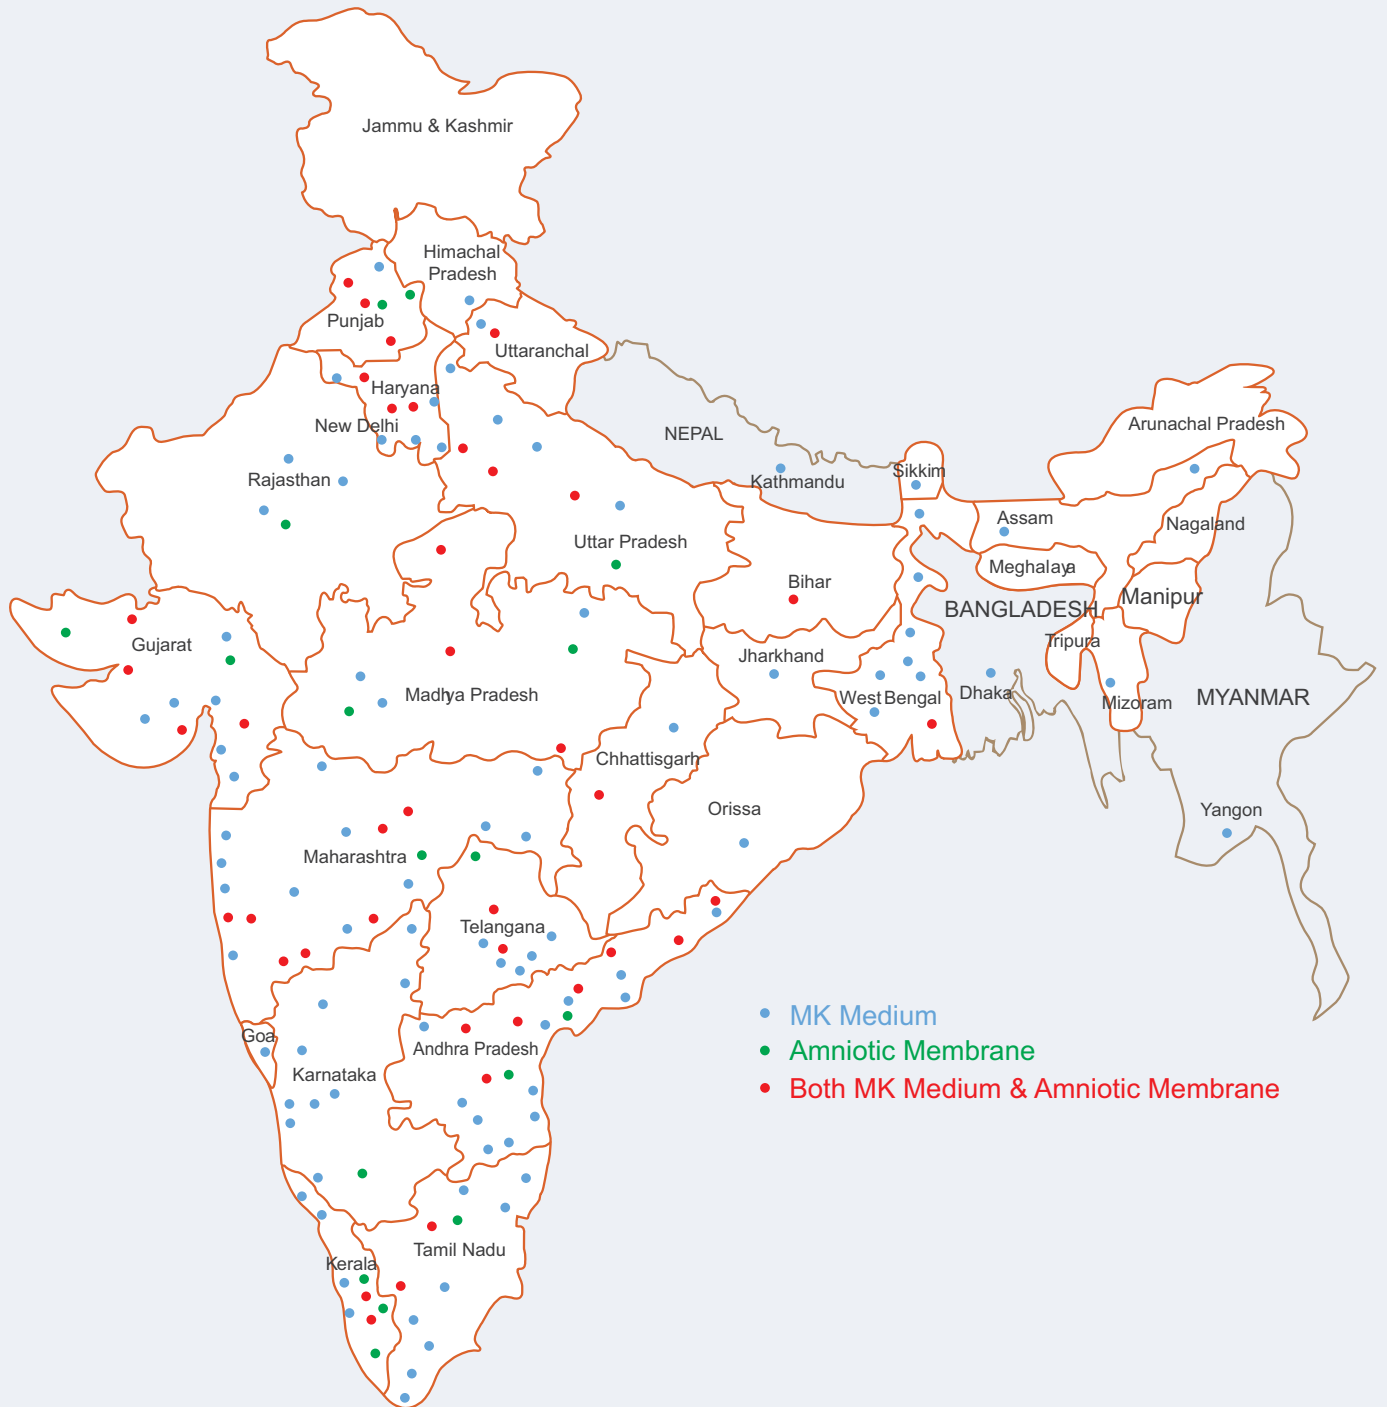 Jammu & Kashmir
Himachal
Pradesh
Punjab
Uttaranchal
Haryana
New Delhi
NEPAL
Arunachal Pradesh
Rajasthan
Kathmandu
Sikkim
Assam
Nagaland
Uttar Pradesh
Meghalaya
Bihar
Manipur
BANGLADESH
Gujarat
Tripura
Jharkhand
Madhya Pradesh
West Bengal
Dhaka
Mizoram
MYANMAR
Chhattisgarh
Orissa
Yangon
Maharashtra
Telangana
MK Medium
Goa
Andhra Pradesh
Amniotic Membrane
Karnataka
Both MK Medium & Amniotic Membrane
Tamil Nadu
Kerala